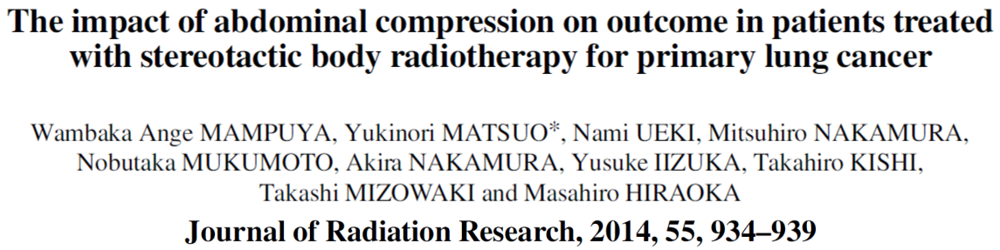 The impact of abdominal compression on outcome in patients treated
with stereotactic body radiotherapy for primary lung cancer
Wambaka Ange MAMPUYA, Yukinori MATSUO*, Nami UEKI, Mitsuhiro NAKAMURA,
Nobutaka MUKUMOTO, Akira NAKAMURA, Yusuke IIZUKA, Takahiro KISHI,
Takashi MIZOWAKI and Masahiro HIRAOKA
Journal of Radiation Research, 2014, 55, 934–939